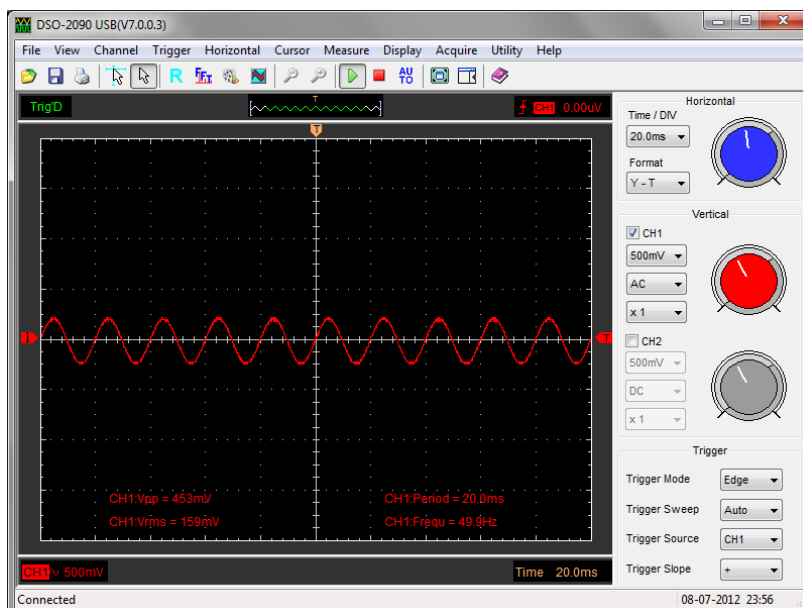 DSO-2090 USB(V7.0.0.3)
File View Channel Trigger Horizontal Cursor Measure Display Acquire Utility Help
R FFT AUTO
Trig'D
T
CH1 0.00uV
T
1
T
CH1:Vpp = 453mV
CH1:Period = 20.0ms
CH1:Vrms = 159mV
CH1:Frequ = 49.9Hz
CH1 500mV
Time 20.0ms
Horizontal
Time / DIV
20.0ms
Format
Y - T
Vertical
CH1
500mV
AC
x 1
CH2
500mV
DC
x 1
Trigger
Trigger Mode Edge
Trigger Sweep Auto
Trigger Source CH1
Trigger Slope +
Connected
08-07-2012 23:56